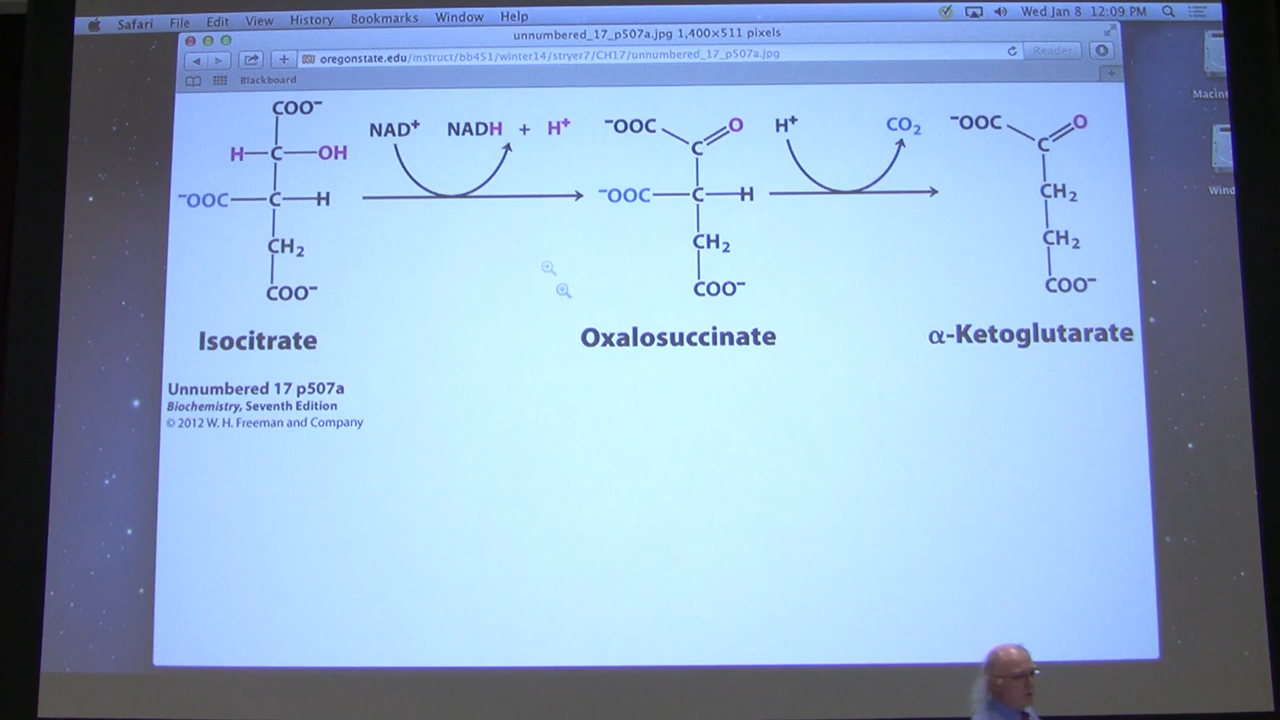 Safari File Edit View History Bookmarks Window Help Wed Jan 8 12:09 PM
unnumbered_17_p507a.jpg 1,400×511 pixels
oregonstate.edu/instruct/bb451/winter14/stryer7/CH17/unnumbered_17_p507a.jpg Reader
Blackboard
Macint
Wind
COO⁻
H—C—OH
⁻OOC—C—H
CH₂
COO⁻
Isocitrate
NAD⁺ NADH + H⁺
⁻OOC O
C
⁻OOC—C—H
CH₂
COO⁻
Oxalosuccinate
H⁺ CO₂
⁻OOC O
C
CH₂
CH₂
COO⁻
α-Ketoglutarate
Unnumbered 17 p507a
Biochemistry, Seventh Edition
© 2012 W. H. Freeman and Company